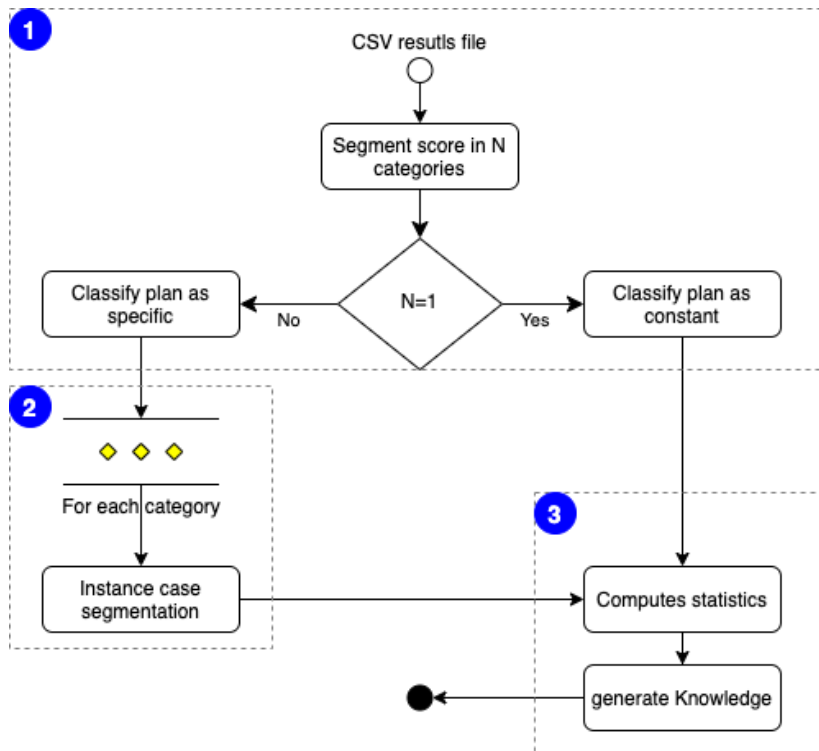 1
CSV resutls file
Segment score in N
categories
Classify plan as
specific
No
N=1
Yes
Classify plan as
constant
2
For each category
3
Instance case
segmentation
Computes statistics
generate Knowledge